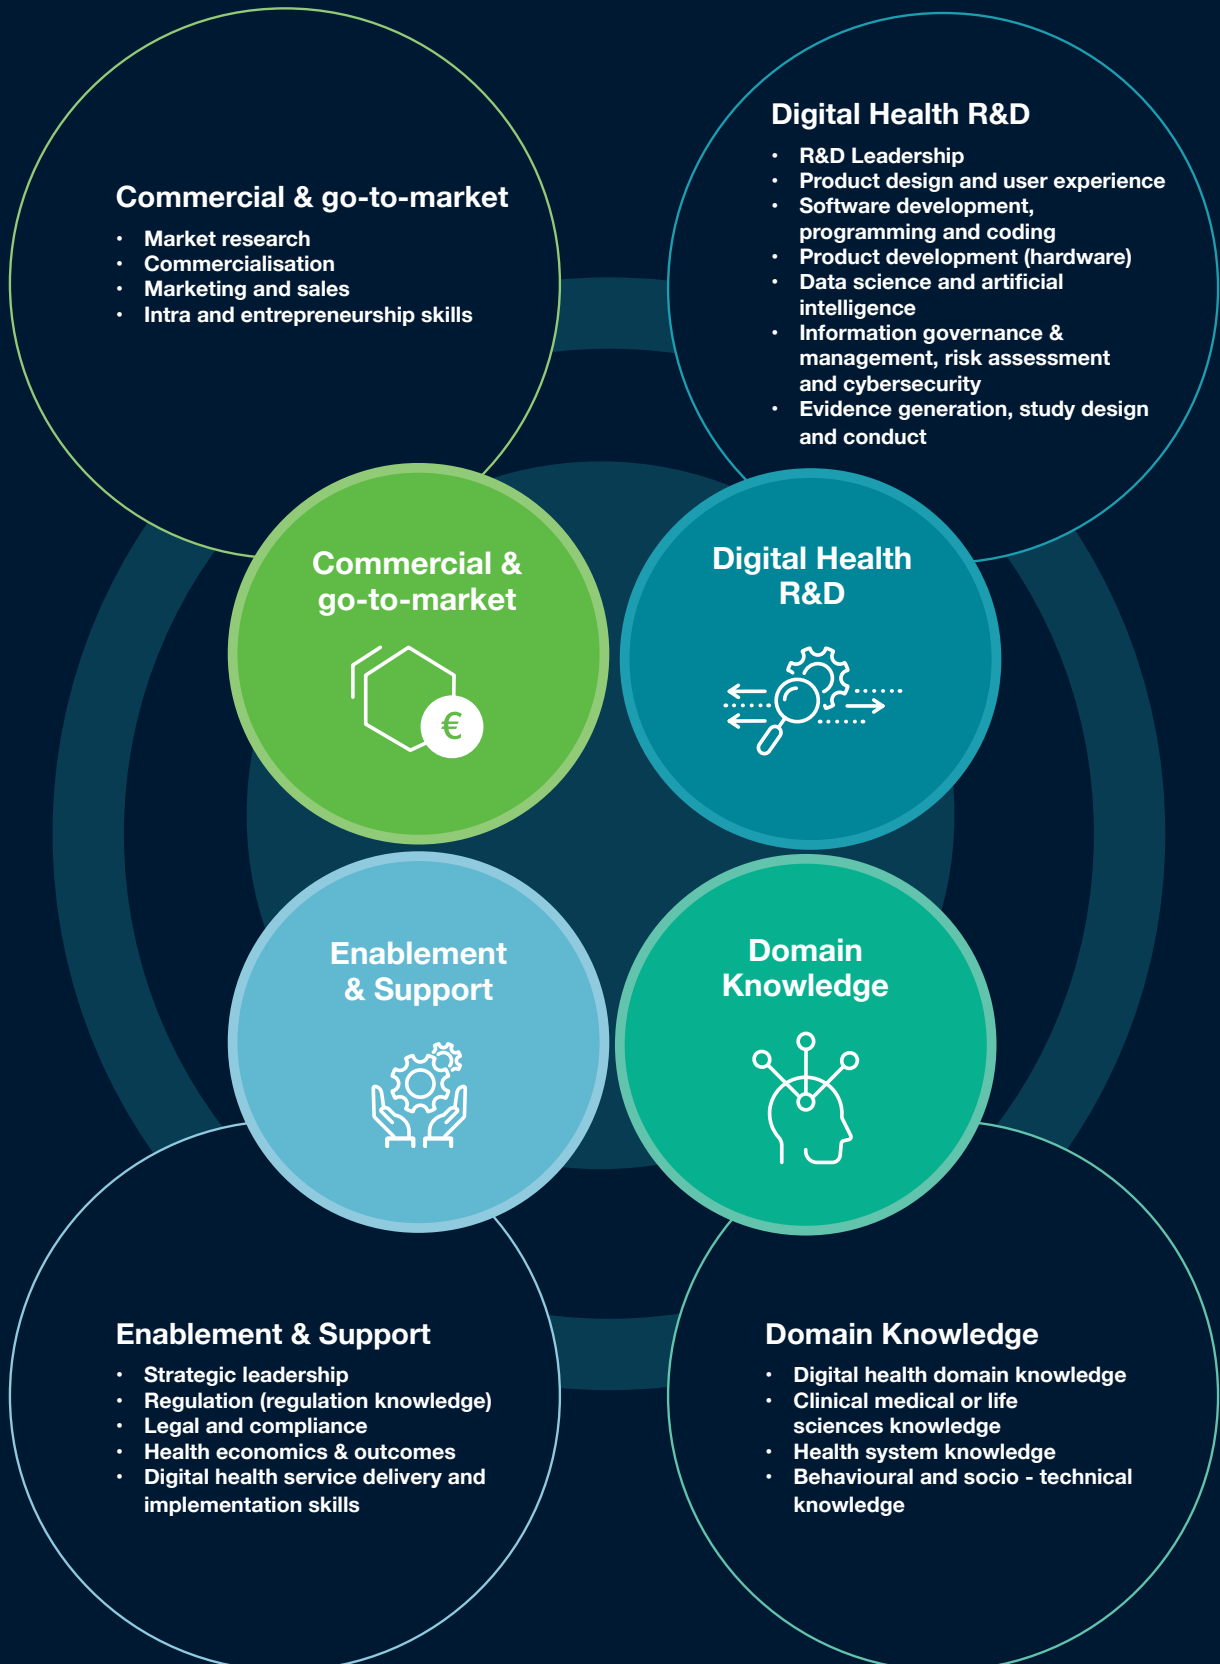 Commercial & go-to-market
• Market research
• Commercialisation
• Marketing and sales
• Intra and entrepreneurship skills
Digital Health R&D
• R&D Leadership
• Product design and user experience
• Software development,
programming and coding
• Product development (hardware)
• Data science and artificial
intelligence
• Information governance &
management, risk assessment
and cybersecurity
• Evidence generation, study design
and conduct
Commercial &
go-to-market
€
Digital Health
R&D
Enablement
& Support
Domain
Knowledge
Enablement & Support
• Strategic leadership
• Regulation (regulation knowledge)
• Legal and compliance
• Health economics & outcomes
• Digital health service delivery and
implementation skills
Domain Knowledge
• Digital health domain knowledge
• Clinical medical or life
sciences knowledge
• Health system knowledge
• Behavioural and socio - technical
knowledge